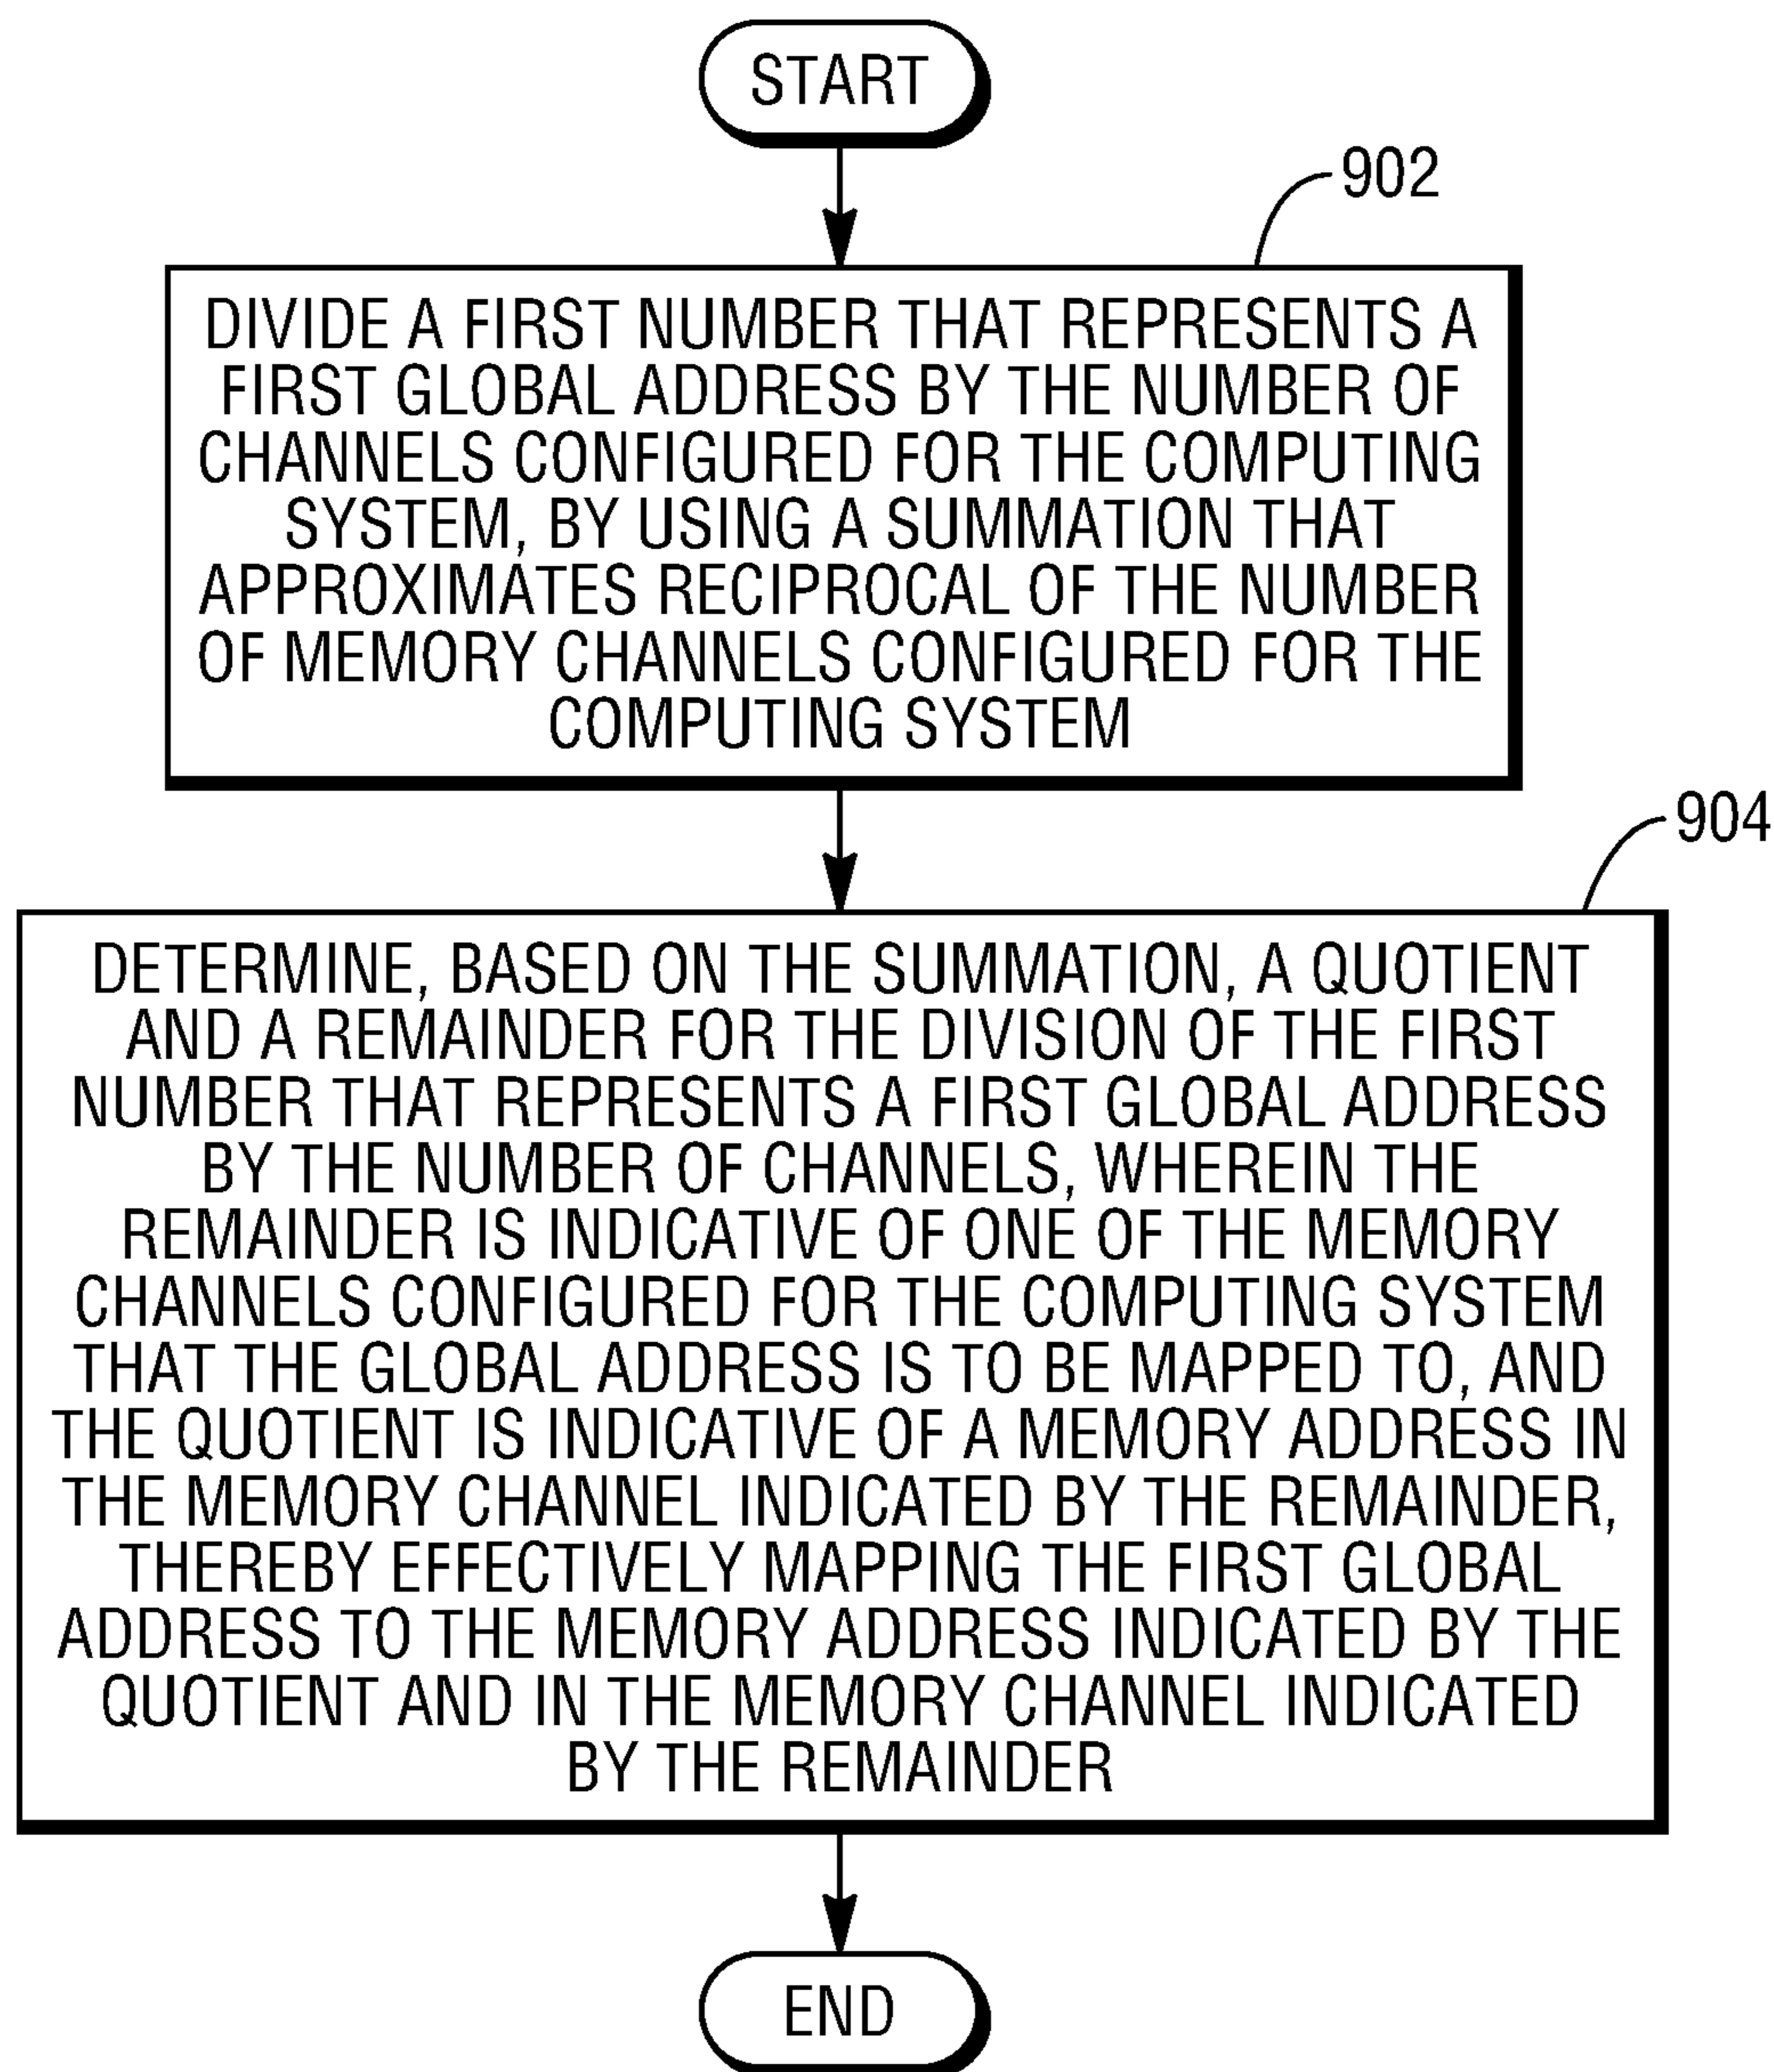 START
902
DIVIDE A FIRST NUMBER THAT REPRESENTS A
FIRST GLOBAL ADDRESS BY THE NUMBER OF
CHANNELS CONFIGURED FOR THE COMPUTING
SYSTEM, BY USING A SUMMATION THAT
APPROXIMATES RECIPROCAL OF THE NUMBER
OF MEMORY CHANNELS CONFIGURED FOR THE
COMPUTING SYSTEM
904
DETERMINE, BASED ON THE SUMMATION, A QUOTIENT
AND A REMAINDER FOR THE DIVISION OF THE FIRST
NUMBER THAT REPRESENTS A FIRST GLOBAL ADDRESS
BY THE NUMBER OF CHANNELS, WHEREIN THE
REMAINDER IS INDICATIVE OF ONE OF THE MEMORY
CHANNELS CONFIGURED FOR THE COMPUTING SYSTEM
THAT THE GLOBAL ADDRESS IS TO BE MAPPED TO, AND
THE QUOTIENT IS INDICATIVE OF A MEMORY ADDRESS IN
THE MEMORY CHANNEL INDICATED BY THE REMAINDER,
THEREBY EFFECTIVELY MAPPING THE FIRST GLOBAL
ADDRESS TO THE MEMORY ADDRESS INDICATED BY THE
QUOTIENT AND IN THE MEMORY CHANNEL INDICATED
BY THE REMAINDER
END